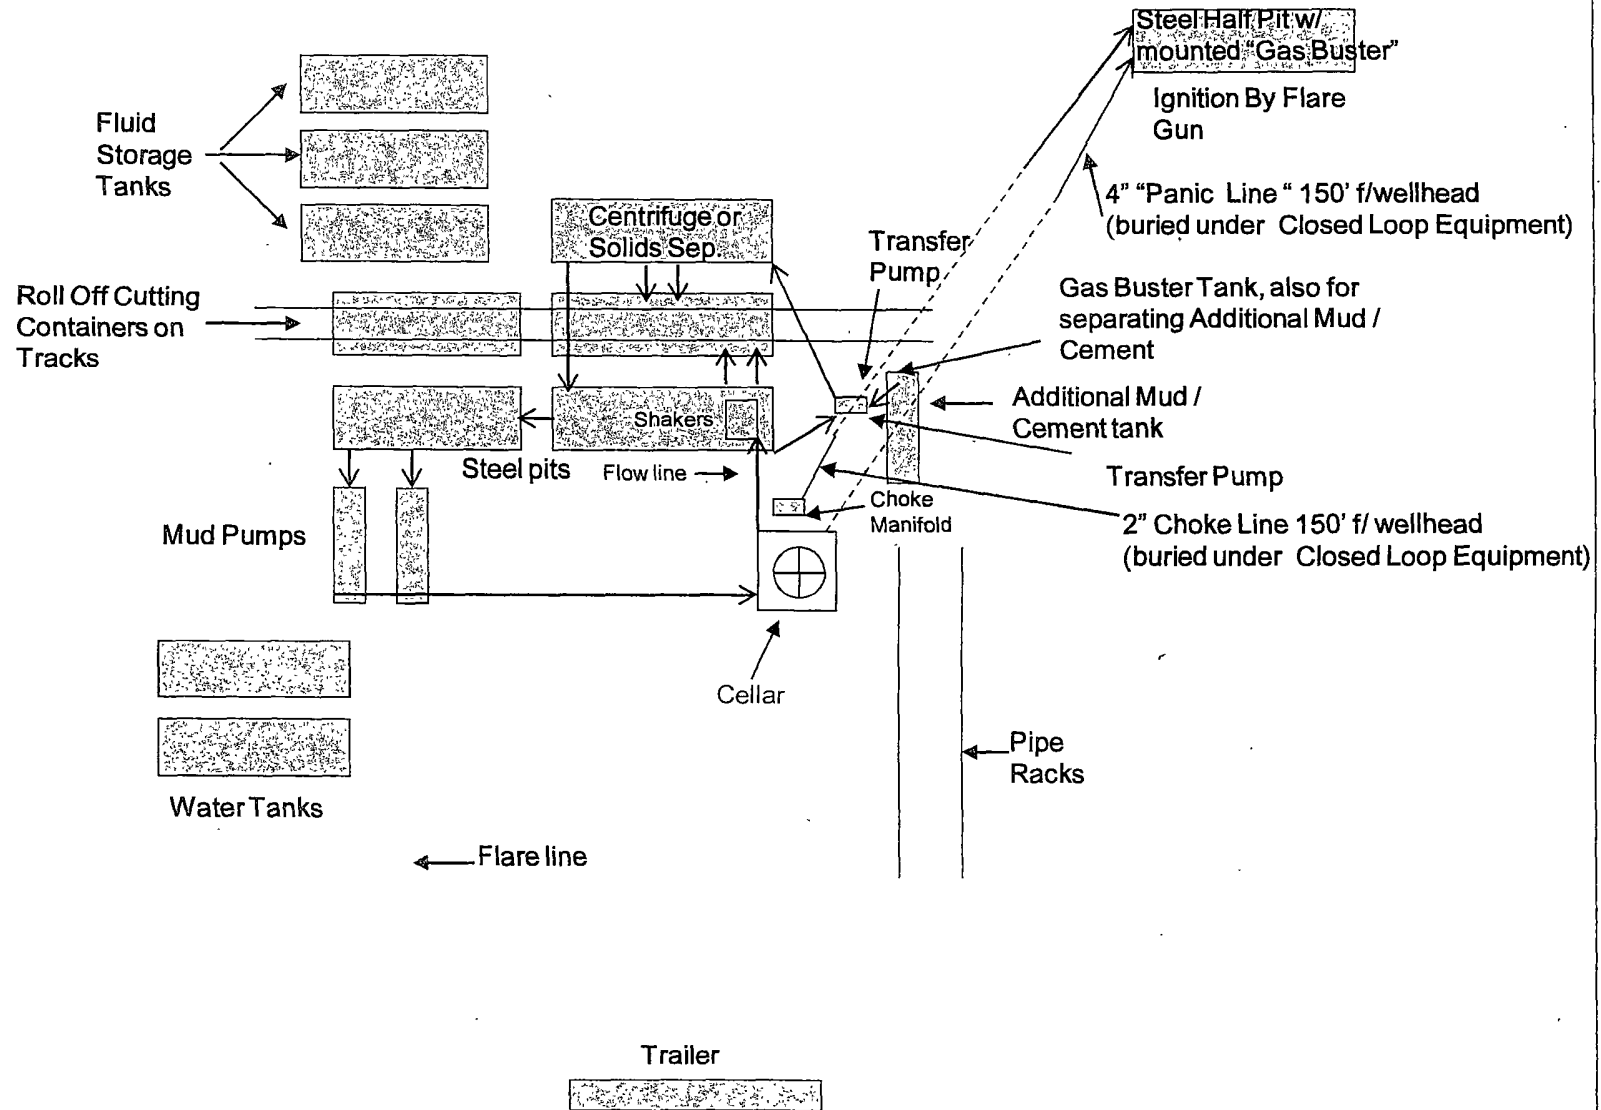 Steel Half Pit w/
mounted “Gas Buster”
Ignition By Flare
Gun
Fluid
Storage
Tanks
4” “Panic Line “ 150’ f/wellhead
(buried under Closed Loop Equipment)
Centrifuge or
Solids Sep.
Transfer
Pump
Roll Off Cutting
Containers on
Tracks
Gas Buster Tank, also for
separating Additional Mud /
Cement
Additional Mud /
Cement tank
Shakers
Steel pits
Flow line
Transfer Pump
Choke
Manifold
2” Choke Line 150’ f/ wellhead
(buried under Closed Loop Equipment)
Mud Pumps
Cellar
Pipe
Racks
Water Tanks
Flare line
Trailer